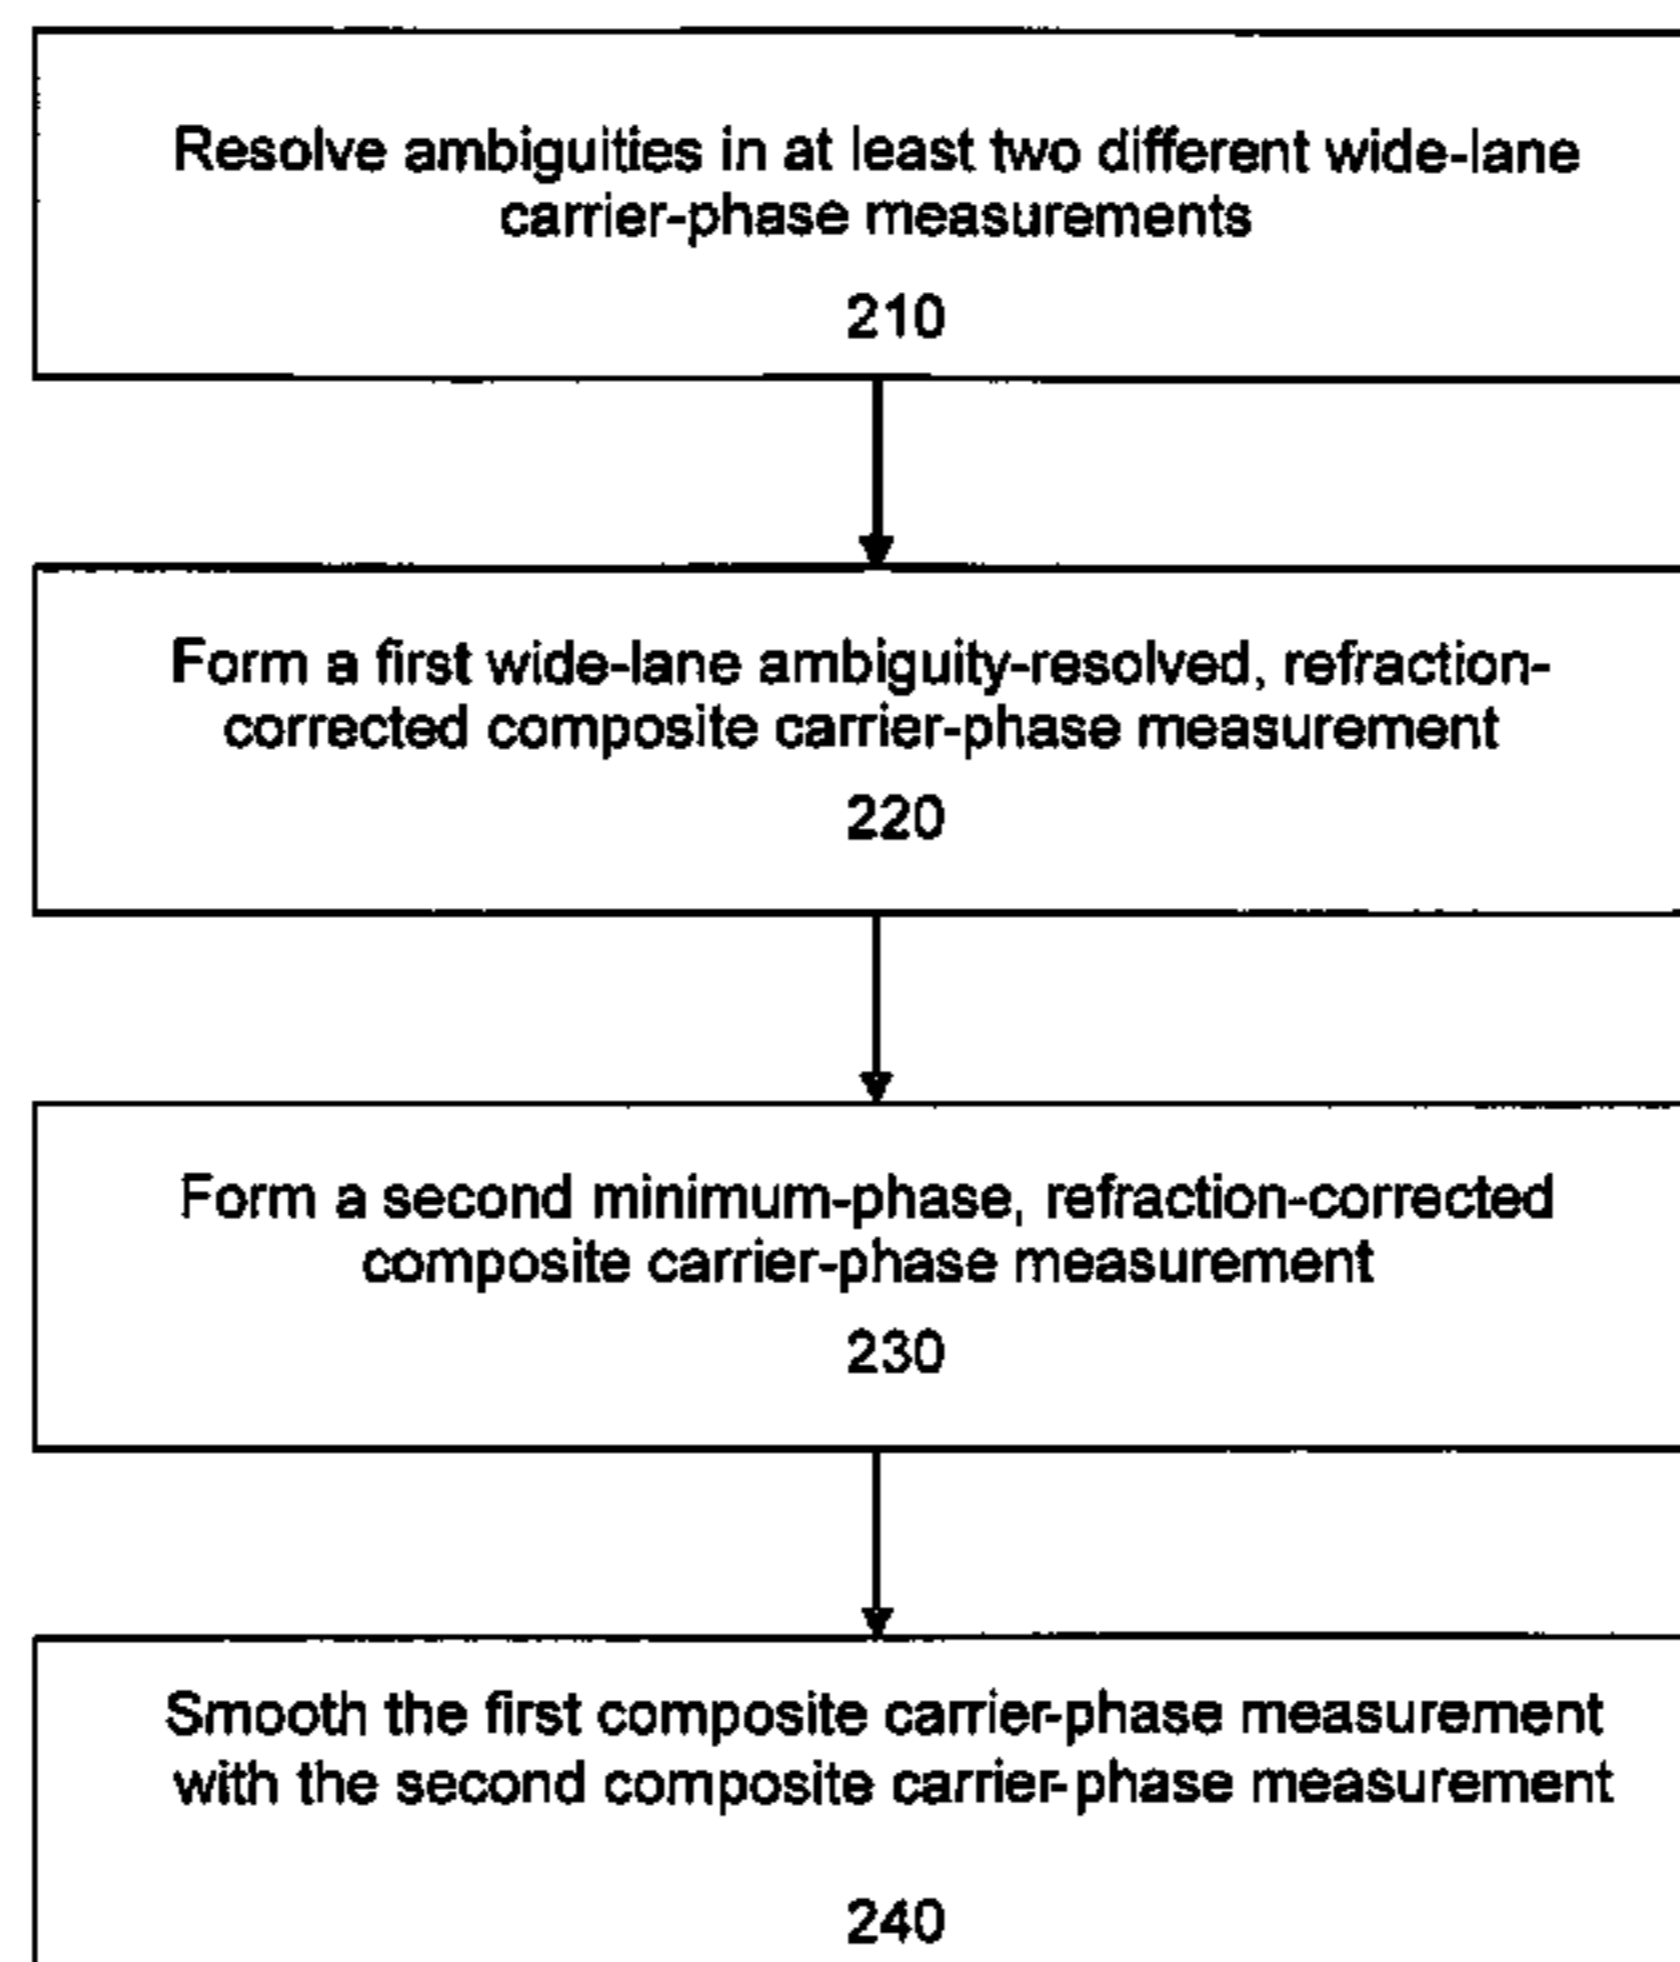 Resolve ambiguities in at least two different wide-lane
carrier-phase measurements
210
Form a first wide-lane ambiguity-resolved, refraction-
corrected composite carrier-phase measurement
220
Form a second minimum-phase, refraction-corrected
composite carrier-phase measurement
230
Smooth the first composite carrier-phase measurement
with the second composite carrier-phase measurement
240